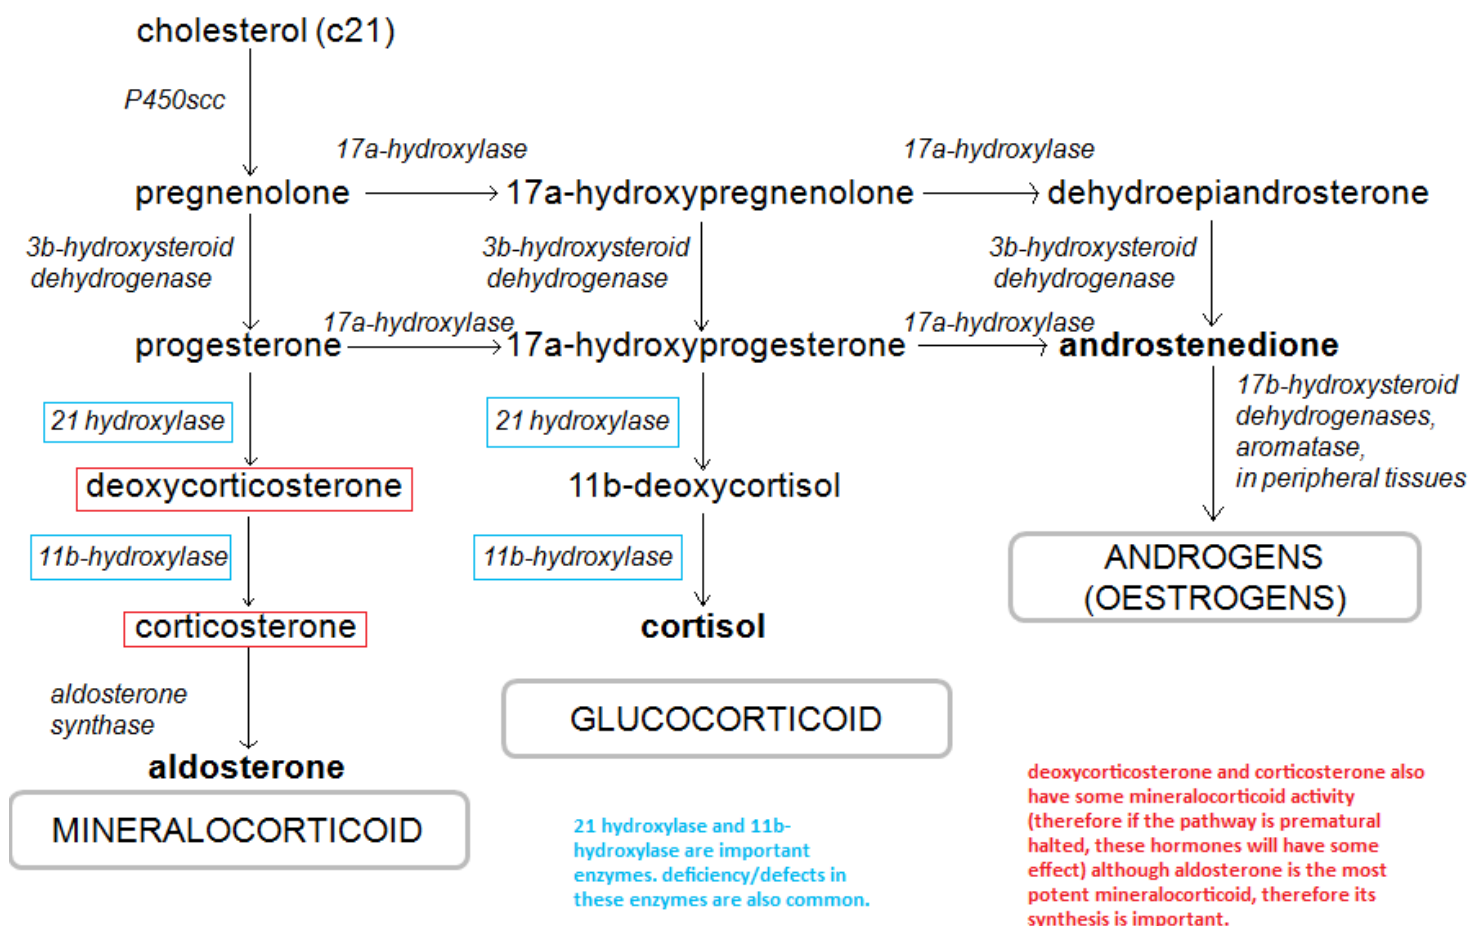 cholesterol (c21)
P450scc
17a-hydroxylase
17a-hydroxylase
pregnenolone
17a-hydroxypregnenolone
dehydroepiandrosterone
3b-hydroxysteroid
dehydrogenase
3b-hydroxysteroid
dehydrogenase
3b-hydroxysteroid
dehydrogenase
17a-hydroxylase
17a-hydroxylase
progesterone
17a-hydroxyprogesterone
androstenedione
21 hydroxylase
21 hydroxylase
17b-hydroxysteroid
dehydrogenases,
aromatase,
in peripheral tissues
deoxycorticosterone
11b-deoxycortisol
11b-hydroxylase
11b-hydroxylase
ANDROGENS
(OESTROGENS)
corticosterone
cortisol
aldosterone
synthase
GLUCOCORTICOID
aldosterone
MINERALOCORTICOID
21 hydroxylase and 11b-
hydroxylase are important
enzymes. deficiency/defects in
these enzymes are also common.
deoxycorticosterone and corticosterone also
have some mineralocorticoid activity
(therefore if the pathway is prematural
halted, these hormones will have some
effect) although aldosterone is the most
potent mineralocorticoid, therefore its
synthesis is important.